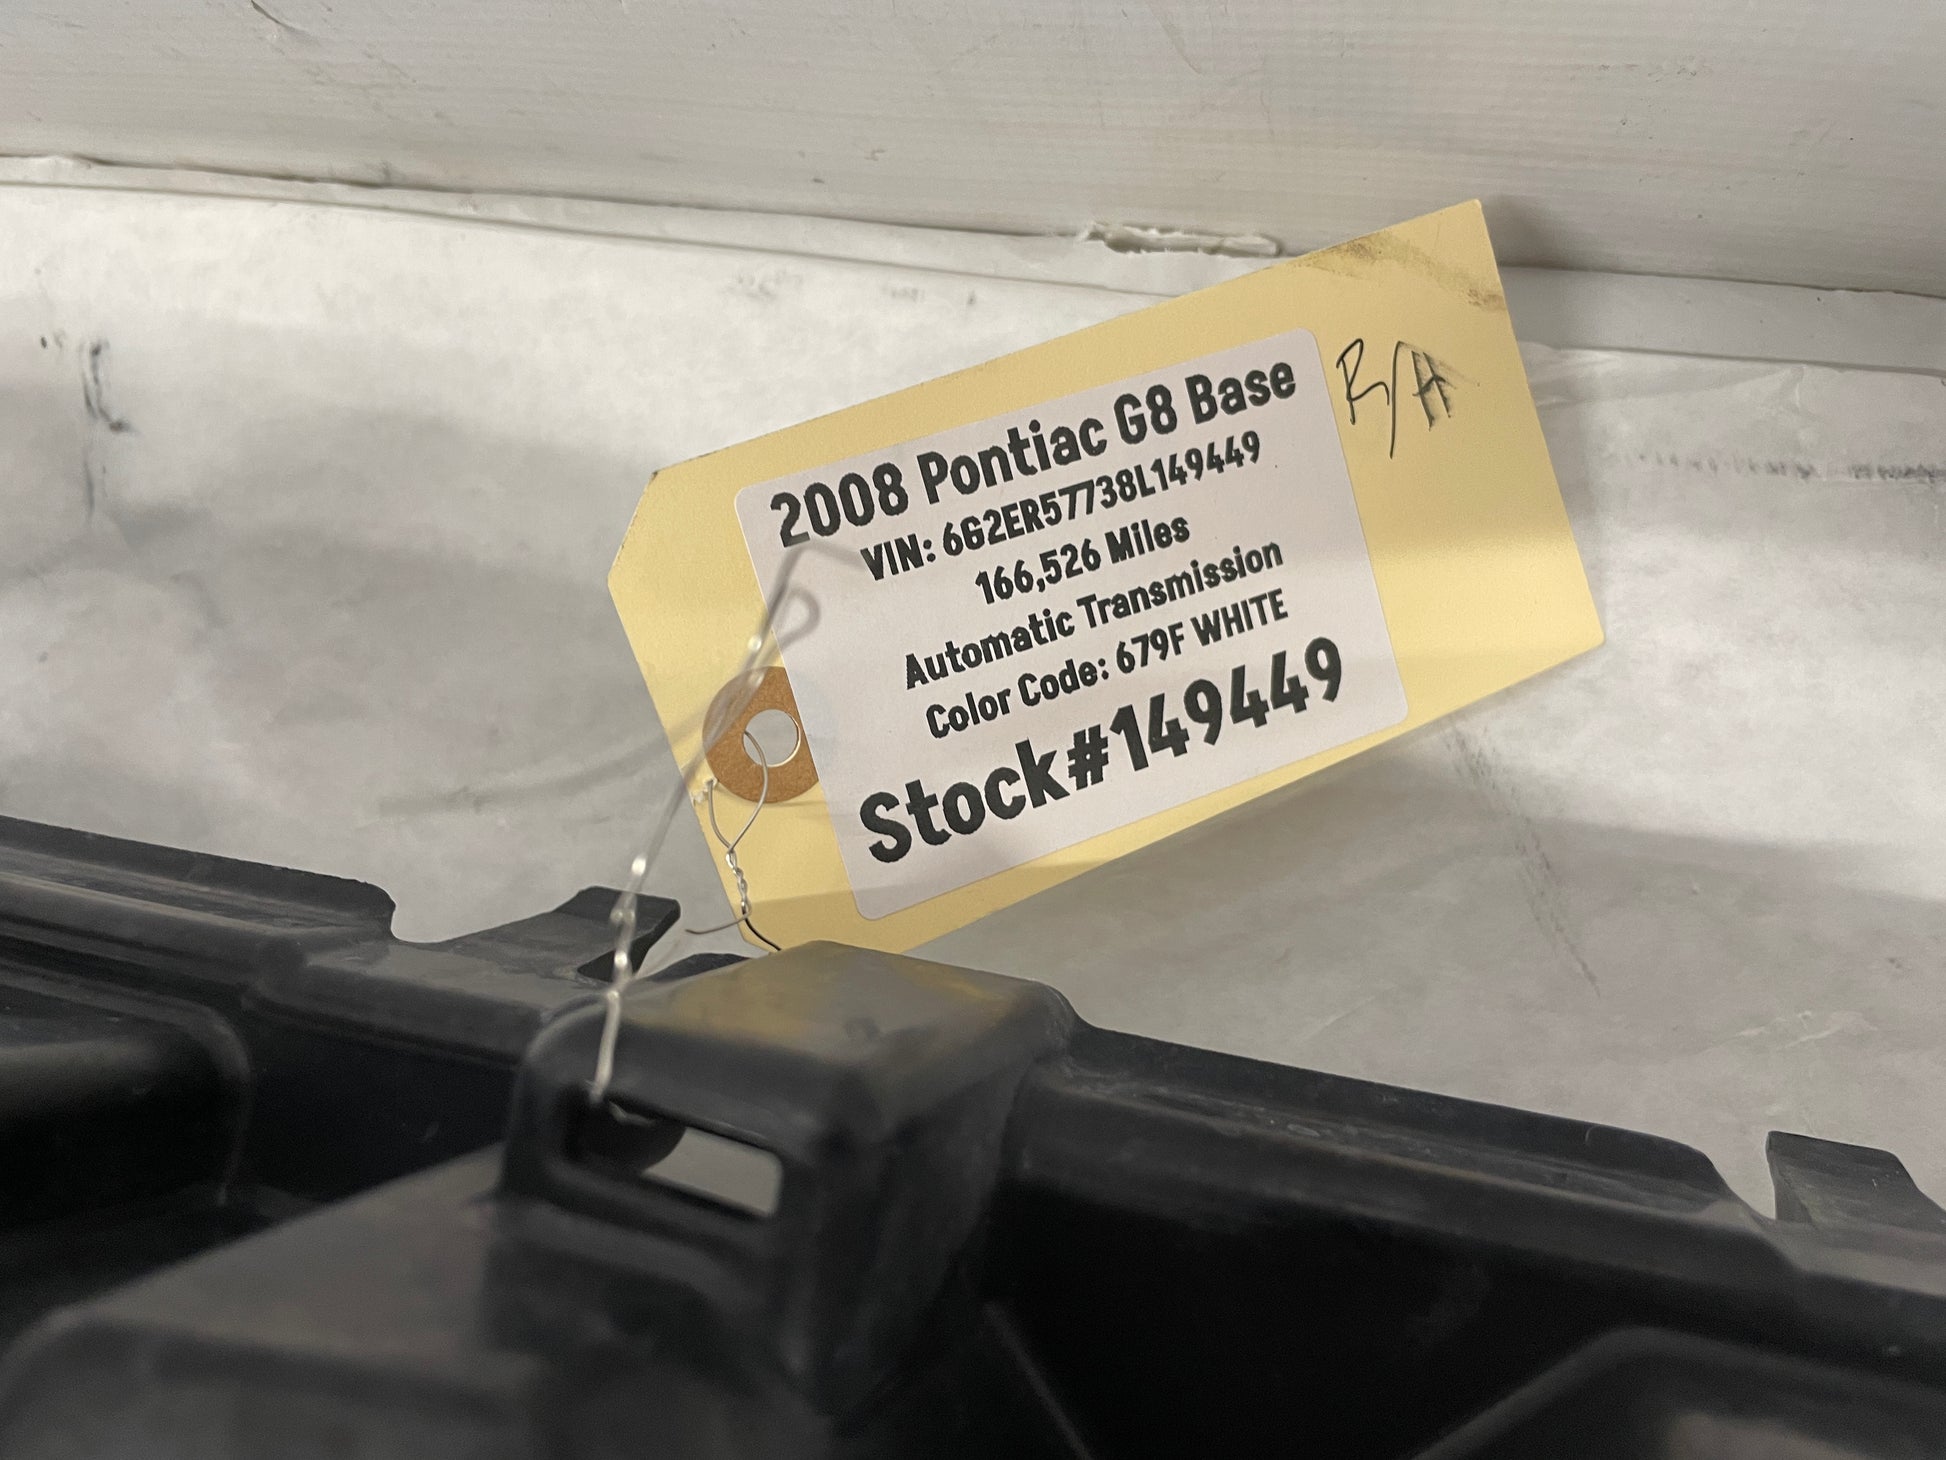 2008 Pontiac G8 Base
VIN: 6G2ER57738L149449
166,526 Miles
Automatic Transmission
Color Code: 679F WHITE
Stock#149449
R/A